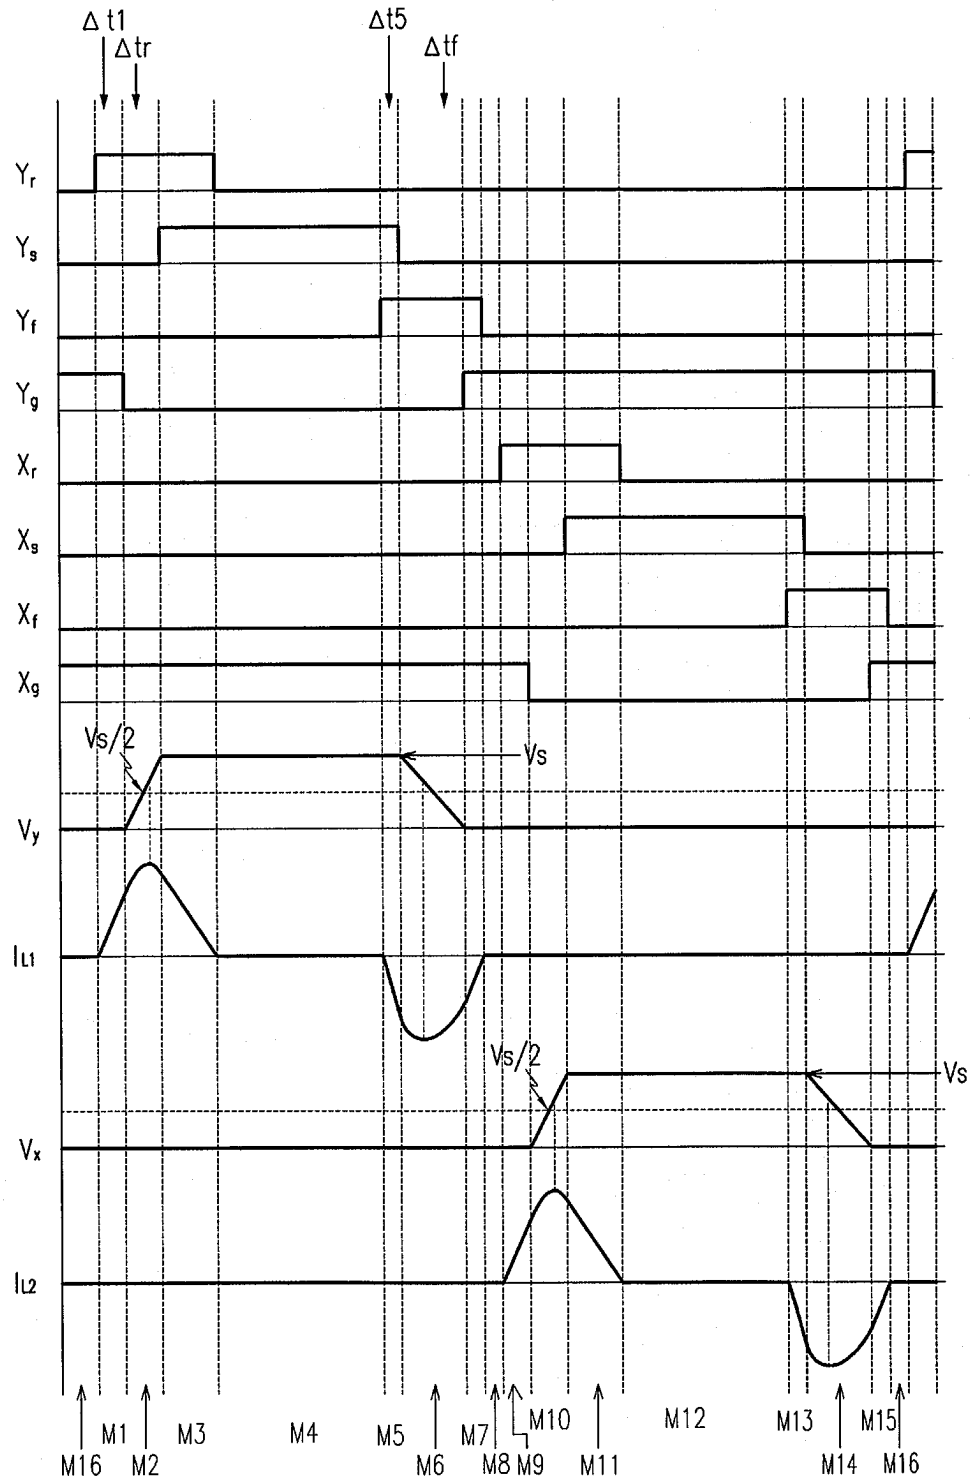 Δt1
Δtr
Δt5
Δtf
Yr
Ys
Yf
Yg
Xr
Xs
Xf
Xg
Vs/2
Vs
Vy
IL1
Vs/2
Vs
Vx
IL2
M16 M1 M2 M3 M4 M5 M6 M7 M8 M9 M10 M11 M12 M13 M14 M15 M16